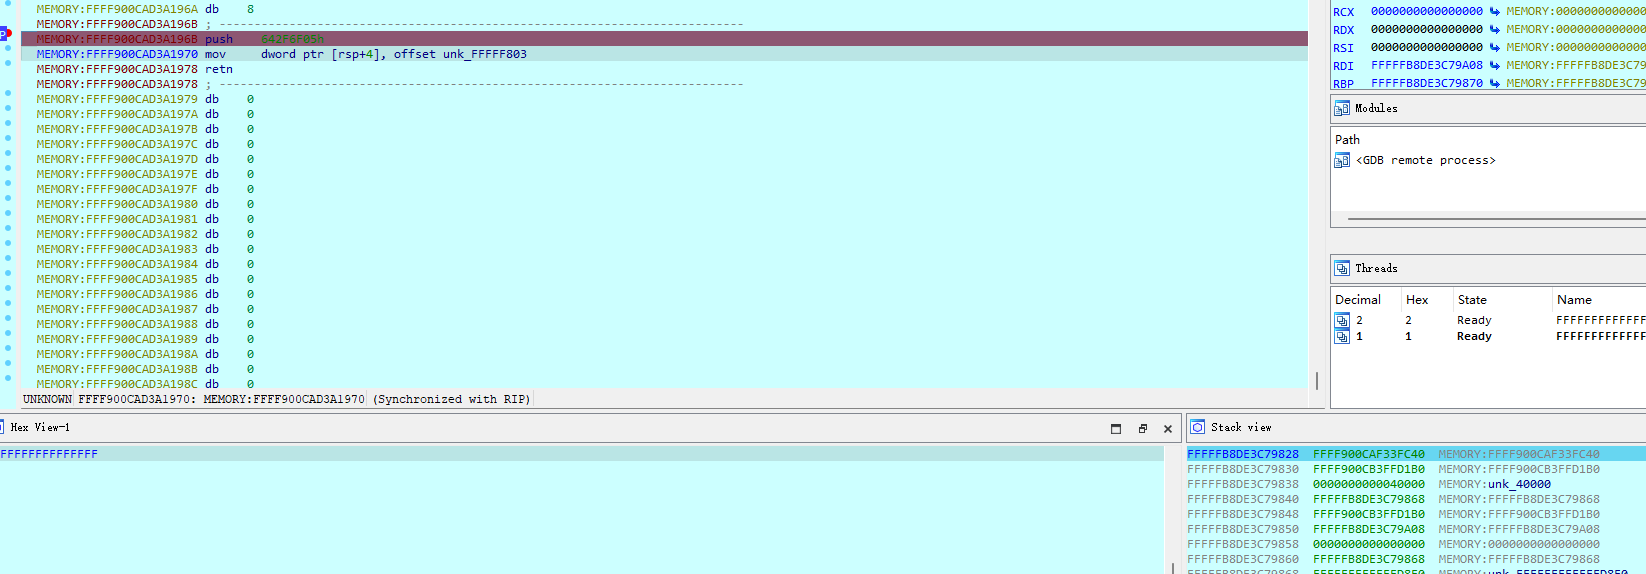 MEMORY:FFFF900CAD3A196A db 8
MEMORY:FFFF900CAD3A196B ; ---------------------------------------------------------------------------
MEMORY:FFFF900CAD3A196B push 642F6F05h
MEMORY:FFFF900CAD3A1970 mov dword ptr [rsp+4], offset unk_FFFFF803
MEMORY:FFFF900CAD3A1978 retn
MEMORY:FFFF900CAD3A1978 ; ---------------------------------------------------------------------------
MEMORY:FFFF900CAD3A1979 db 0
MEMORY:FFFF900CAD3A197A db 0
MEMORY:FFFF900CAD3A197B db 0
MEMORY:FFFF900CAD3A197C db 0
MEMORY:FFFF900CAD3A197D db 0
MEMORY:FFFF900CAD3A197E db 0
MEMORY:FFFF900CAD3A197F db 0
MEMORY:FFFF900CAD3A1980 db 0
MEMORY:FFFF900CAD3A1981 db 0
MEMORY:FFFF900CAD3A1982 db 0
MEMORY:FFFF900CAD3A1983 db 0
MEMORY:FFFF900CAD3A1984 db 0
MEMORY:FFFF900CAD3A1985 db 0
MEMORY:FFFF900CAD3A1986 db 0
MEMORY:FFFF900CAD3A1987 db 0
MEMORY:FFFF900CAD3A1988 db 0
MEMORY:FFFF900CAD3A1989 db 0
MEMORY:FFFF900CAD3A198A db 0
MEMORY:FFFF900CAD3A198B db 0
MEMORY:FFFF900CAD3A198C db 0
UNKNOWN FFFF900CAD3A1970: MEMORY:FFFF900CAD3A1970 (Synchronized with RIP)
RCX 0000000000000000 MEMORY:000000000000
RDX 0000000000000000 MEMORY:000000000000
RSI 0000000000000000 MEMORY:000000000000
RDI FFFFFB8DE3C79A08 MEMORY:FFFFFB8DE3C79
RBP FFFFFB8DE3C79870 MEMORY:FFFFFB8DE3C79
Modules
Path
<GDB remote process>
Threads
Decimal Hex State Name
2 2 Ready FFFFFFFFFFFFF
1 1 Ready FFFFFFFFFFFFF
Hex View-1
FFFFFFFFFFFFFF
Stack view
FFFFFB8DE3C79828 FFFF900CAF33FC40 MEMORY:FFFF900CAF33FC40
FFFFFB8DE3C79830 FFFF900CB3FFD1B0 MEMORY:FFFF900CB3FFD1B0
FFFFFB8DE3C79838 0000000000040000 MEMORY:unk_40000
FFFFFB8DE3C79840 FFFFFB8DE3C79868 MEMORY:FFFFFB8DE3C79868
FFFFFB8DE3C79848 FFFF900CB3FFD1B0 MEMORY:FFFF900CB3FFD1B0
FFFFFB8DE3C79850 FFFFFB8DE3C79A08 MEMORY:FFFFFB8DE3C79A08
FFFFFB8DE3C79858 0000000000000000 MEMORY:0000000000000000
FFFFFB8DE3C79860 FFFFFB8DE3C79868 MEMORY:FFFFFB8DE3C79868